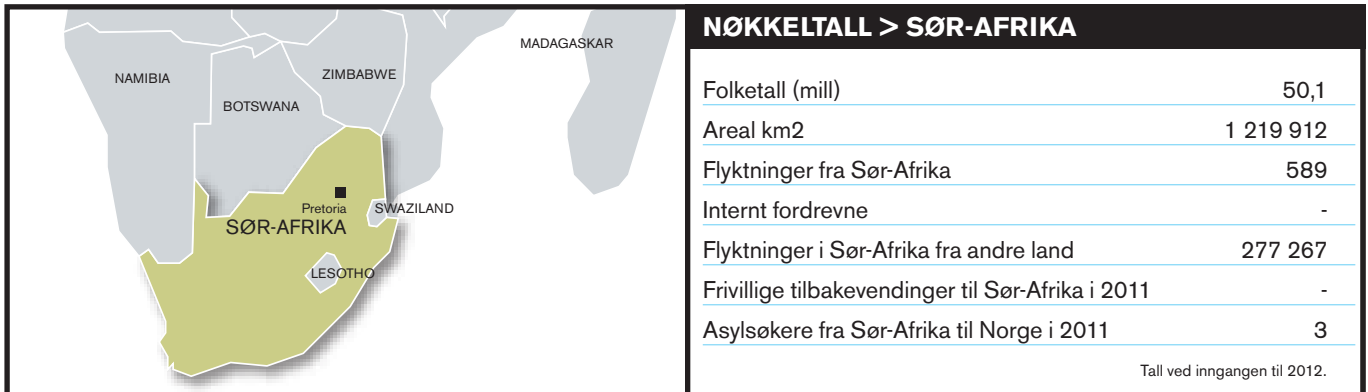 MADAGASKAR
NAMIBIA
ZIMBABWE
BOTSWANA
Pretoria
SWAZILAND
SØR-AFRIKA
LESOTHO
NØKKELTALL > SØR-AFRIKA
Folketall (mill) 50,1
Areal km2 1 219 912
Flyktninger fra Sør-Afrika 589
Internt fordrevne -
Flyktninger i Sør-Afrika fra andre land 277 267
Frivillige tilbakevendinger til Sør-Afrika i 2011 -
Asylsøkere fra Sør-Afrika til Norge i 2011 3
Tall ved inngangen til 2012.